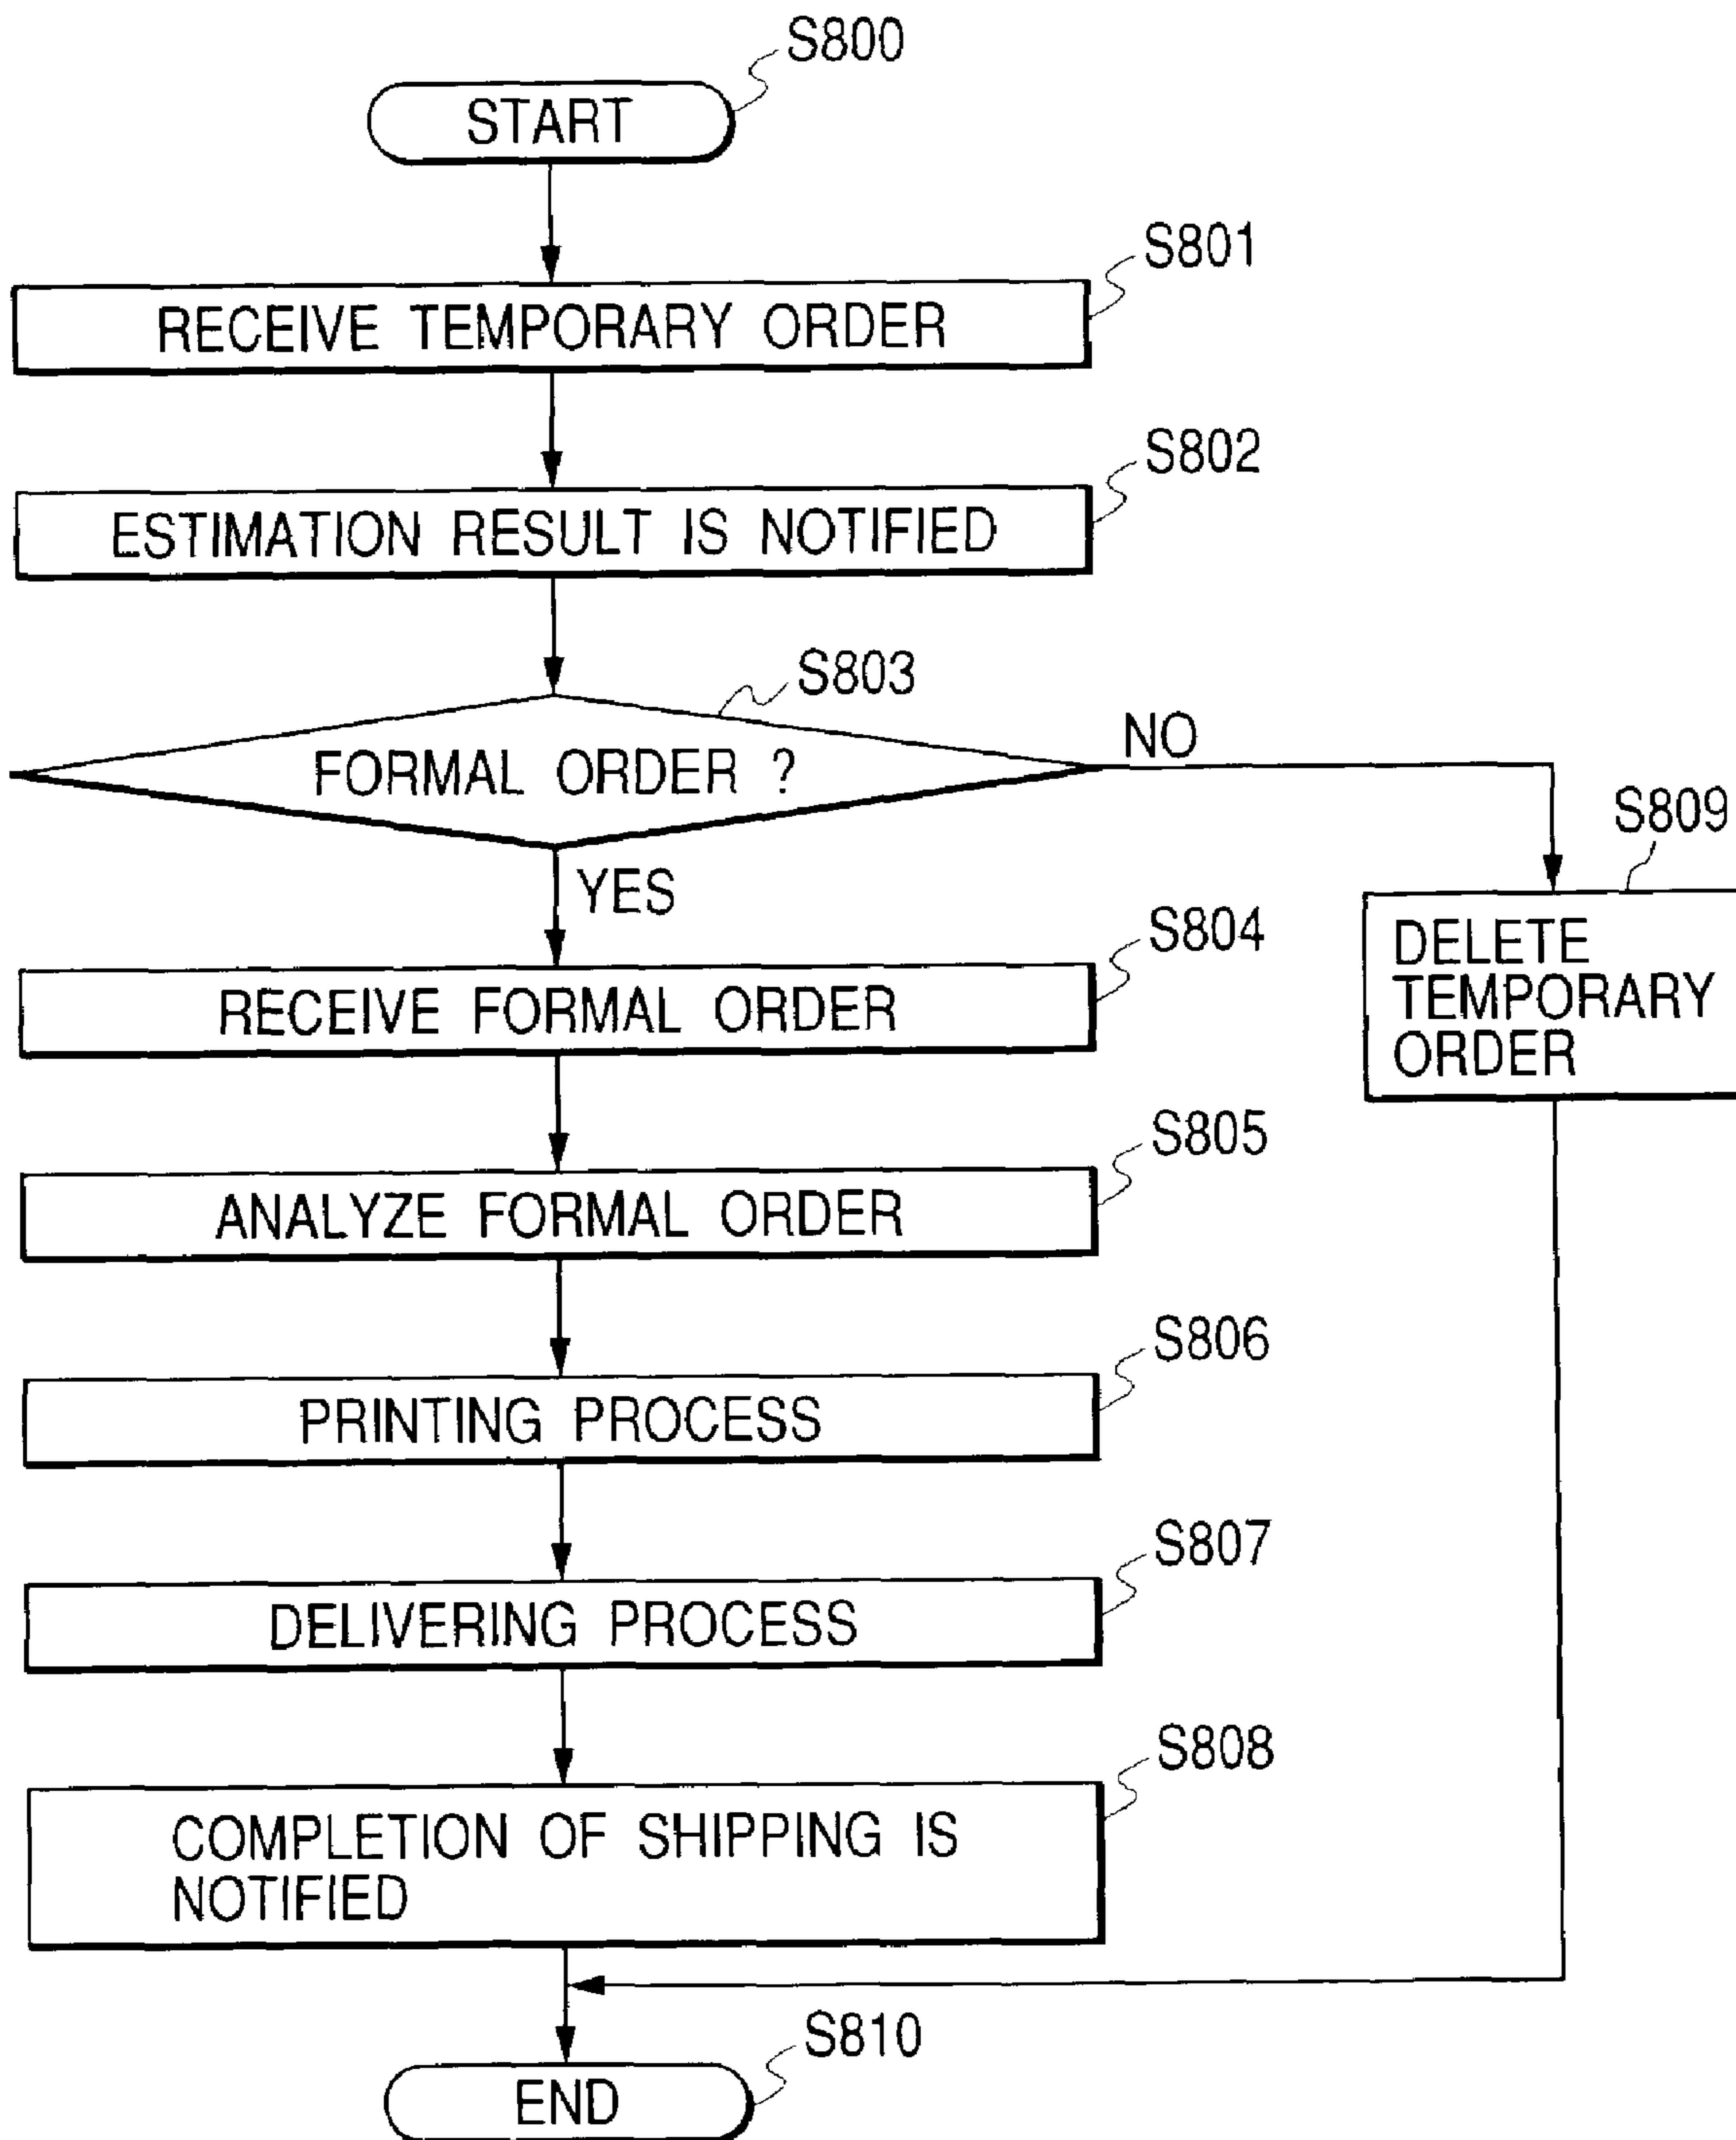 S800
START
S801
RECEIVE TEMPORARY ORDER
S802
ESTIMATION RESULT IS NOTIFIED
S803
FORMAL ORDER ?
NO
YES
S809
DELETE
TEMPORARY
ORDER
S804
RECEIVE FORMAL ORDER
S805
ANALYZE FORMAL ORDER
S806
PRINTING PROCESS
S807
DELIVERING PROCESS
S808
COMPLETION OF SHIPPING IS
NOTIFIED
S810
END